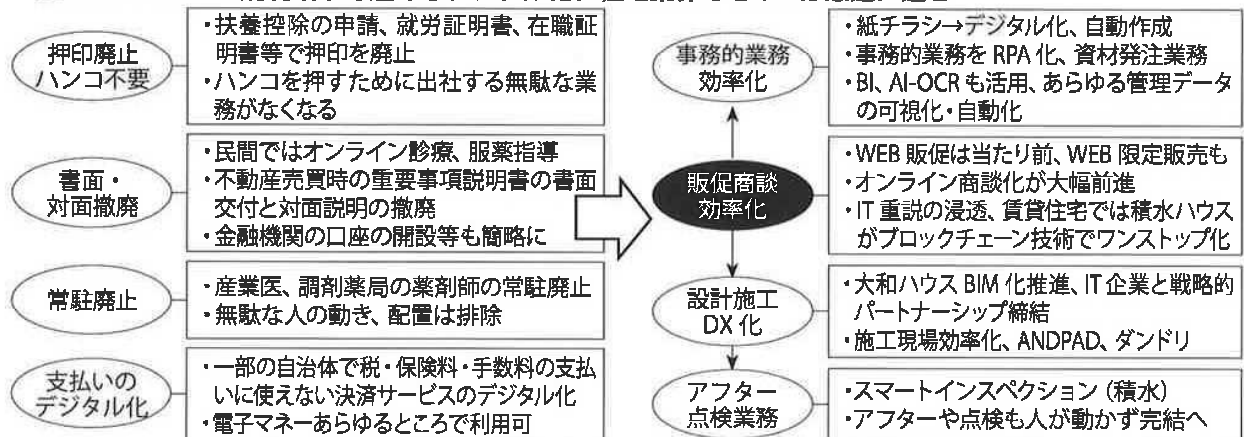 押印廃止
ハンコ不要
・扶養控除の申請、就労証明書、在職証
明書等で押印を廃止
・ハンコを押すために出社する無駄な業
務がなくなる
書面・
対面撤廃
・民間ではオンライン診療、服薬指導
・不動産売買時の重要事項説明書の書面
交付と対面説明の撤廃
・金融機関の口座の開設等も簡略に
常駐廃止
・産業医、調剤薬局の薬剤師の常駐廃止
・無駄な人の動き、配置は排除
支払いの
デジタル化
・一部の自治体で税・保険料・手数料の支払
いに使えない決済サービスのデジタル化
・電子マネーあらゆるところで利用可
事務的業務
効率化
・紙チラシ→デジタル化、自動作成
・事務的業務を RPA 化、資材発注業務
・BI、AI-OCR も活用、あらゆる管理データ
の可視化・自動化
販促商談
効率化
・WEB 販促は当たり前、WEB 限定販売も
・オンライン商談化が大幅前進
・IT 重説の浸透、賃貸住宅では積水ハウス
がブロックチェーン技術でワンストップ化
設計施工
DX 化
・大和ハウス BIM 化推進、IT 企業と戦略的
パートナーシップ締結
・施工現場効率化、ANDPAD、ダンドリ
アフター
点検業務
・スマートインスペクション（積水）
・アフターや点検も人が動かず完結へ